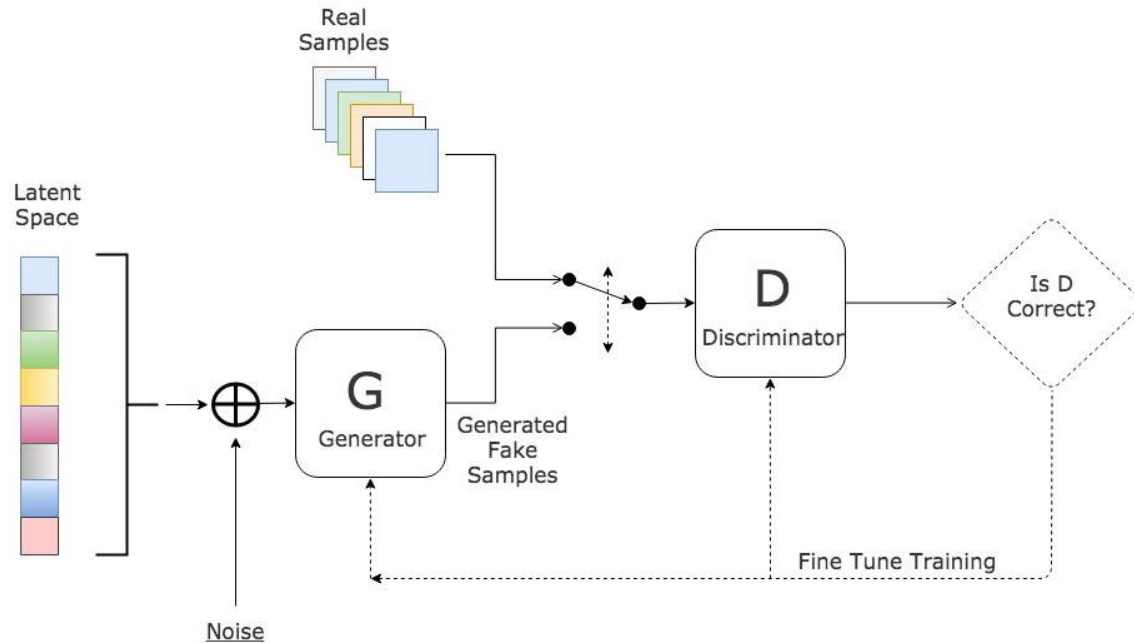 Real
Samples
Latent
Space
D
Discriminator
Is D
Correct?
G
Generator
Generated
Fake
Samples
Fine Tune Training
Noise